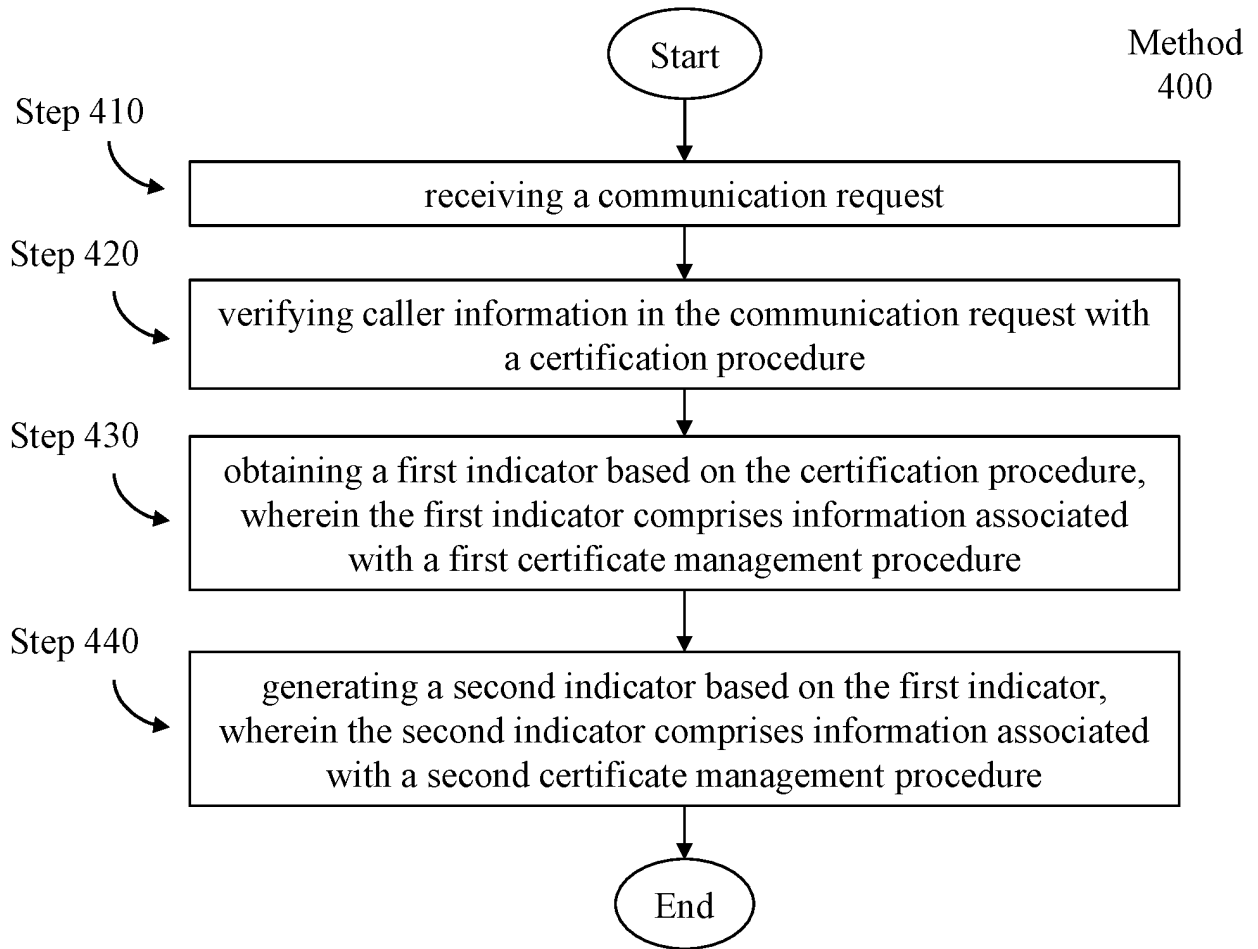 Start
Method
400
Step 410
receiving a communication request
Step 420
verifying caller information in the communication request with
a certification procedure
Step 430
obtaining a first indicator based on the certification procedure,
wherein the first indicator comprises information associated
with a first certificate management procedure
Step 440
generating a second indicator based on the first indicator,
wherein the second indicator comprises information associated
with a second certificate management procedure
End